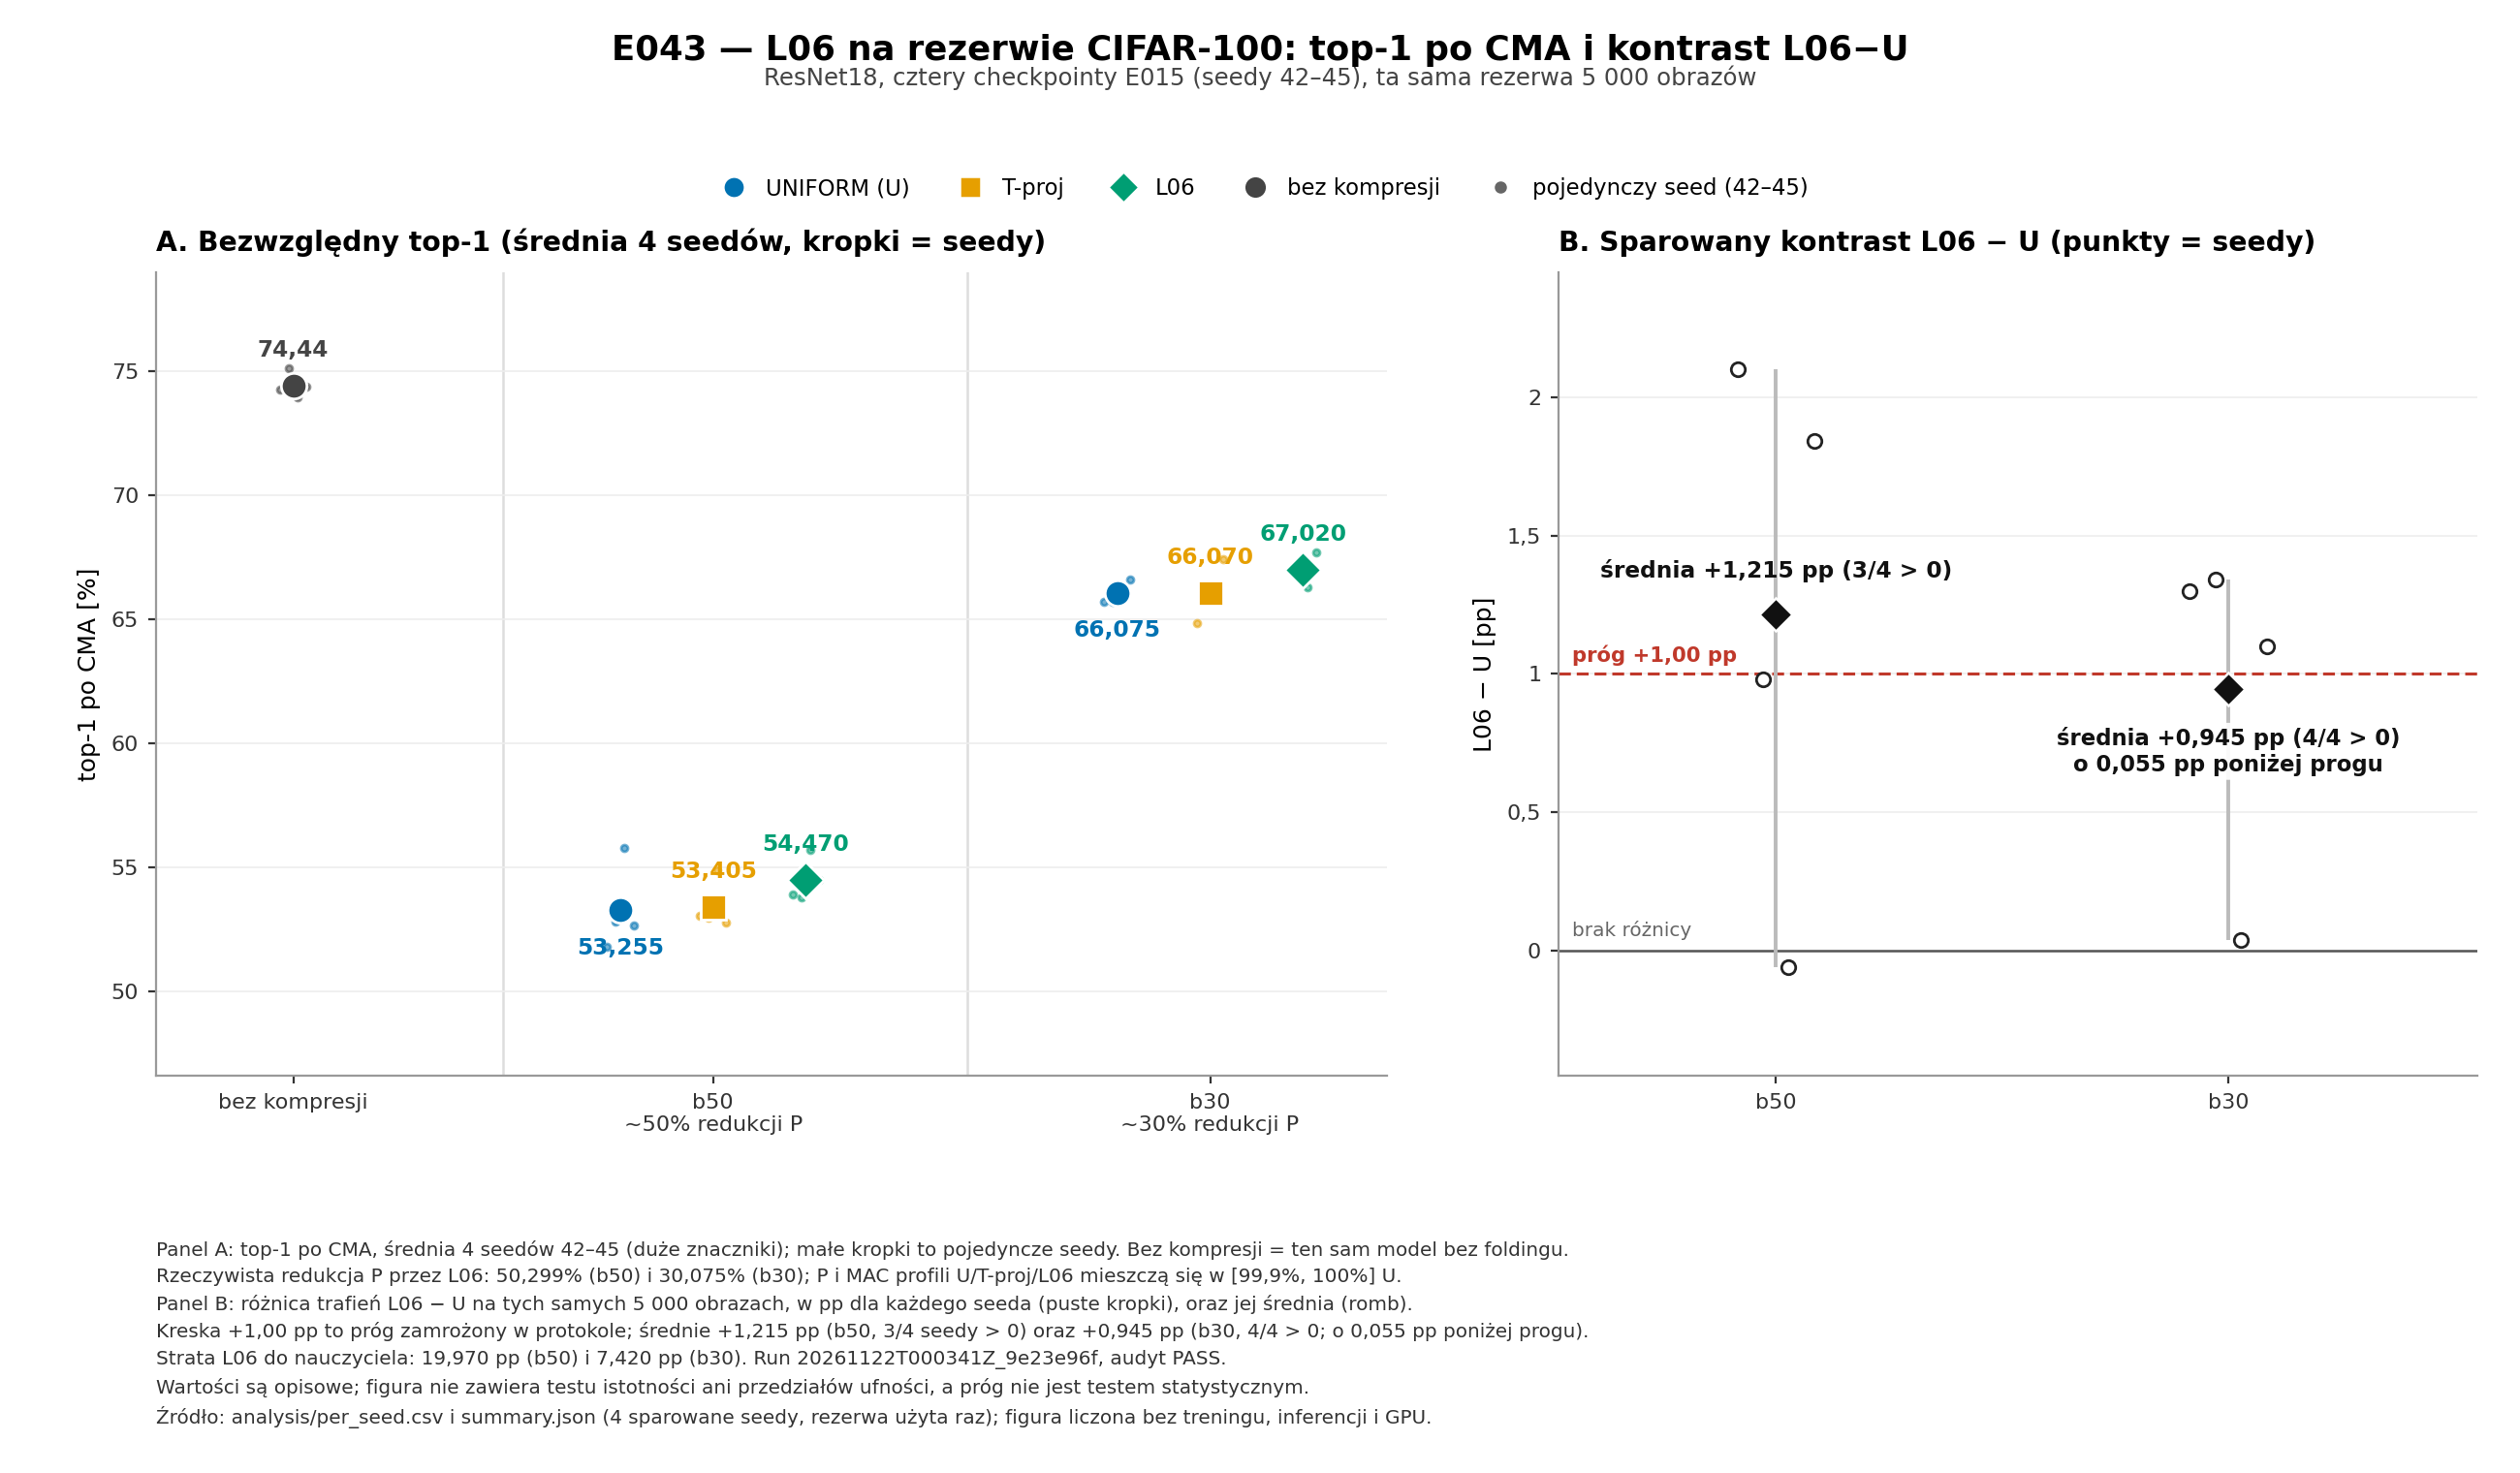 E043 — L06 na rezerwie CIFAR-100: top-1 po CMA i kontrast L06−U
ResNet18, cztery checkpointy E015 (seedy 42–45), ta sama rezerwa 5 000 obrazów
UNIFORM (U)
T-proj
L06
bez kompresji
pojedynczy seed (42–45)
A. Bezwzględny top-1 (średnia 4 seedów, kropki = seedy)
top-1 po CMA [%]
75
70
65
60
55
50
74,44
53,255
53,405
54,470
66,075
66,070
67,020
bez kompresji
b50
~50% redukcji P
b30
~30% redukcji P
B. Sparowany kontrast L06 − U (punkty = seedy)
L06 − U [pp]
2
1,5
1
0,5
0
średnia +1,215 pp (3/4 > 0)
próg +1,00 pp
średnia +0,945 pp (4/4 > 0)
o 0,055 pp poniżej progu
brak różnicy
b50
b30
Panel A: top-1 po CMA, średnia 4 seedów 42–45 (duże znaczniki); małe kropki to pojedyncze seedy. Bez kompresji = ten sam model bez foldingu.
Rzeczywista redukcja P przez L06: 50,299% (b50) i 30,075% (b30); P i MAC profili U/T-proj/L06 mieszczą się w [99,9%, 100%] U.
Panel B: różnica trafień L06 − U na tych samych 5 000 obrazach, w pp dla każdego seeda (puste kropki), oraz jej średnia (romb).
Kreska +1,00 pp to próg zamrożony w protokole; średnie +1,215 pp (b50, 3/4 seedy > 0) oraz +0,945 pp (b30, 4/4 > 0; o 0,055 pp poniżej progu).
Strata L06 do nauczyciela: 19,970 pp (b50) i 7,420 pp (b30). Run 20261122T000341Z_9e23e96f, audyt PASS.
Wartości są opisowe; figura nie zawiera testu istotności ani przedziałów ufności, a próg nie jest testem statystycznym.
Źródło: analysis/per_seed.csv i summary.json (4 sparowane seedy, rezerwa użyta raz); figura liczona bez treningu, inferencji i GPU.